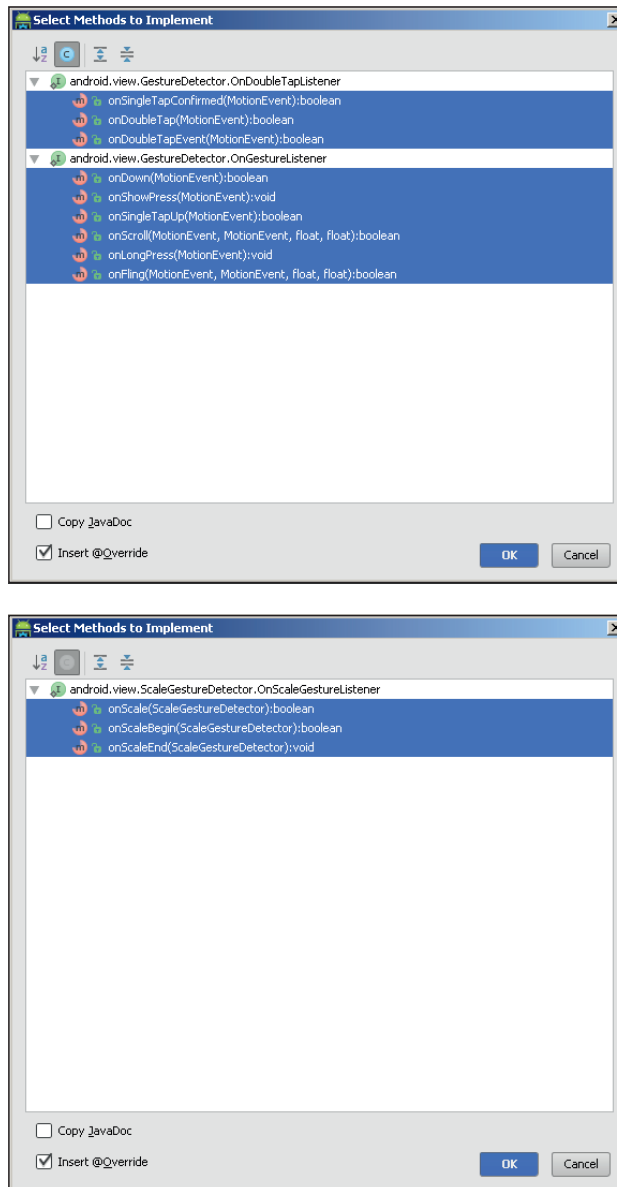 Select Methods to Implement
android.view.GestureDetector.OnDoubleTapListener
onSingleTapConfirmed(MotionEvent):boolean
onDoubleTap(MotionEvent):boolean
onDoubleTapEvent(MotionEvent):boolean
android.view.GestureDetector.OnGestureListener
onDown(MotionEvent):boolean
onShowPress(MotionEvent):void
onSingleTapUp(MotionEvent):boolean
onScroll(MotionEvent, MotionEvent, float, float):boolean
onLongPress(MotionEvent):void
onFling(MotionEvent, MotionEvent, float, float):boolean
Copy JavaDoc
Insert @Override
OK Cancel
Select Methods to Implement
android.view.ScaleGestureDetector.OnScaleGestureListener
onScale(ScaleGestureDetector):boolean
onScaleBegin(ScaleGestureDetector):boolean
onScaleEnd(ScaleGestureDetector):void
Copy JavaDoc
Insert @Override
OK Cancel